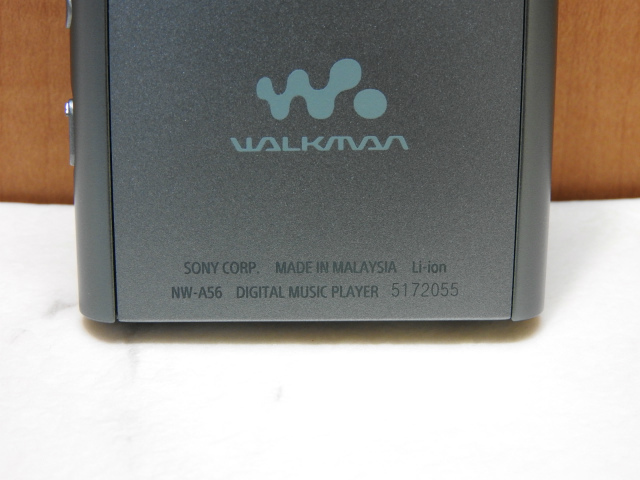 WALKMAN
SONY CORP. MADE IN MALAYSIA Li-ion
NW-A56 DIGITAL MUSIC PLAYER 5172055